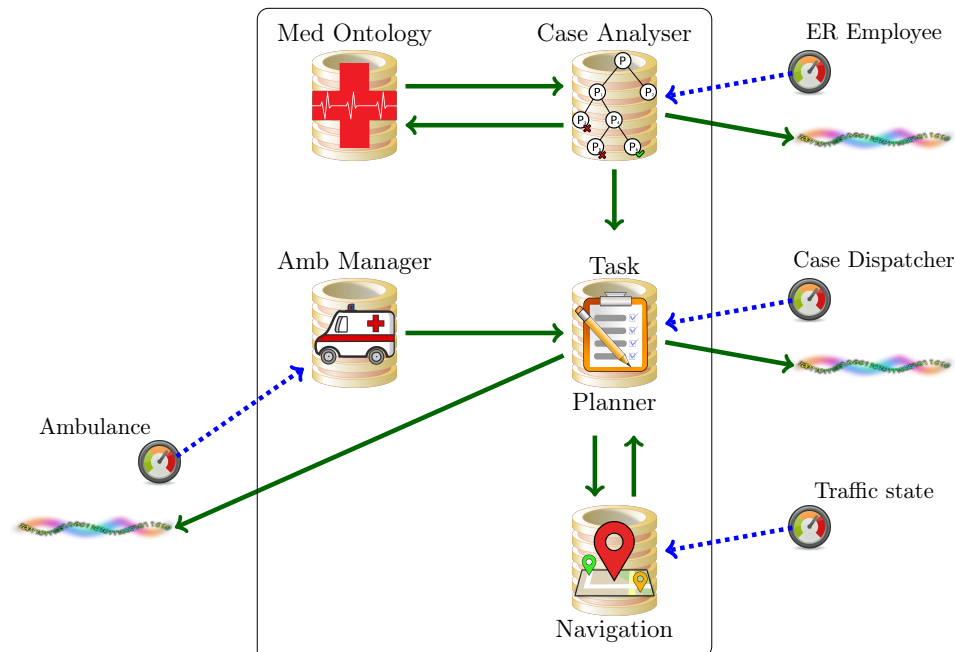 Med Ontology
Case Analyser
ER Employee
P
P
P
P
P
P
P
Amb Manager
Task
Case Dispatcher
Planner
Ambulance
Traffic state
Navigation